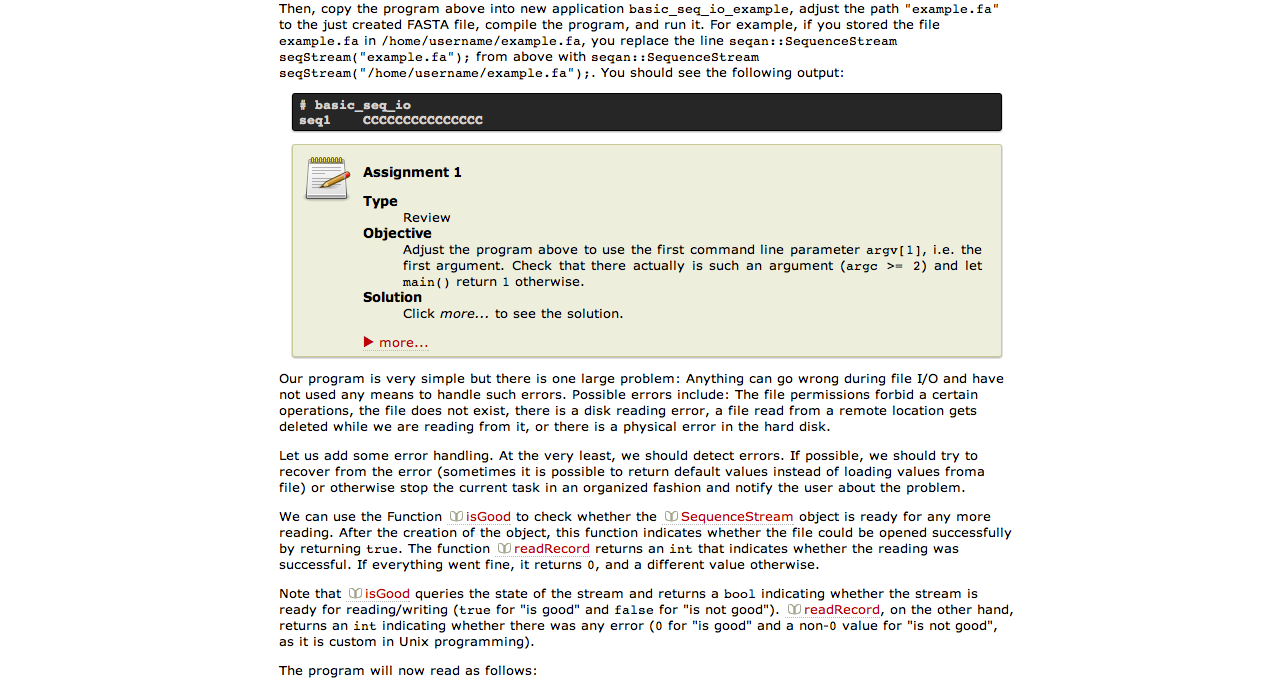 Then, copy the program above into new application basic_seq_io_example, adjust the path "example.fa"
to the just created FASTA file, compile the program, and run it. For example, if you stored the file
example.fa in /home/username/example.fa, you replace the line seqan::SequenceStream
seqStream("example.fa"); from above with seqan::SequenceStream
seqStream("/home/username/example.fa");. You should see the following output:
# basic_seq_io
seq1 CCCCCCCCCCCCCCC
Assignment 1
Type
Review
Objective
Adjust the program above to use the first command line parameter argv[1], i.e. the
first argument. Check that there actually is such an argument (argc >= 2) and let
main() return 1 otherwise.
Solution
Click more... to see the solution.
more...
Our program is very simple but there is one large problem: Anything can go wrong during file I/O and have
not used any means to handle such errors. Possible errors include: The file permissions forbid a certain
operations, the file does not exist, there is a disk reading error, a file read from a remote location gets
deleted while we are reading from it, or there is a physical error in the hard disk.
Let us add some error handling. At the very least, we should detect errors. If possible, we should try to
recover from the error (sometimes it is possible to return default values instead of loading values froma
file) or otherwise stop the current task in an organized fashion and notify the user about the problem.
We can use the Function isGood to check whether the SequenceStream object is ready for any more
reading. After the creation of the object, this function indicates whether the file could be opened successfully
by returning true. The function readRecord returns an int that indicates whether the reading was
successful. If everything went fine, it returns 0, and a different value otherwise.
Note that isGood queries the state of the stream and returns a bool indicating whether the stream is
ready for reading/writing (true for "is good" and false for "is not good"). readRecord, on the other hand,
returns an int indicating whether there was any error (0 for "is good" and a non-0 value for "is not good",
as it is custom in Unix programming).
The program will now read as follows: